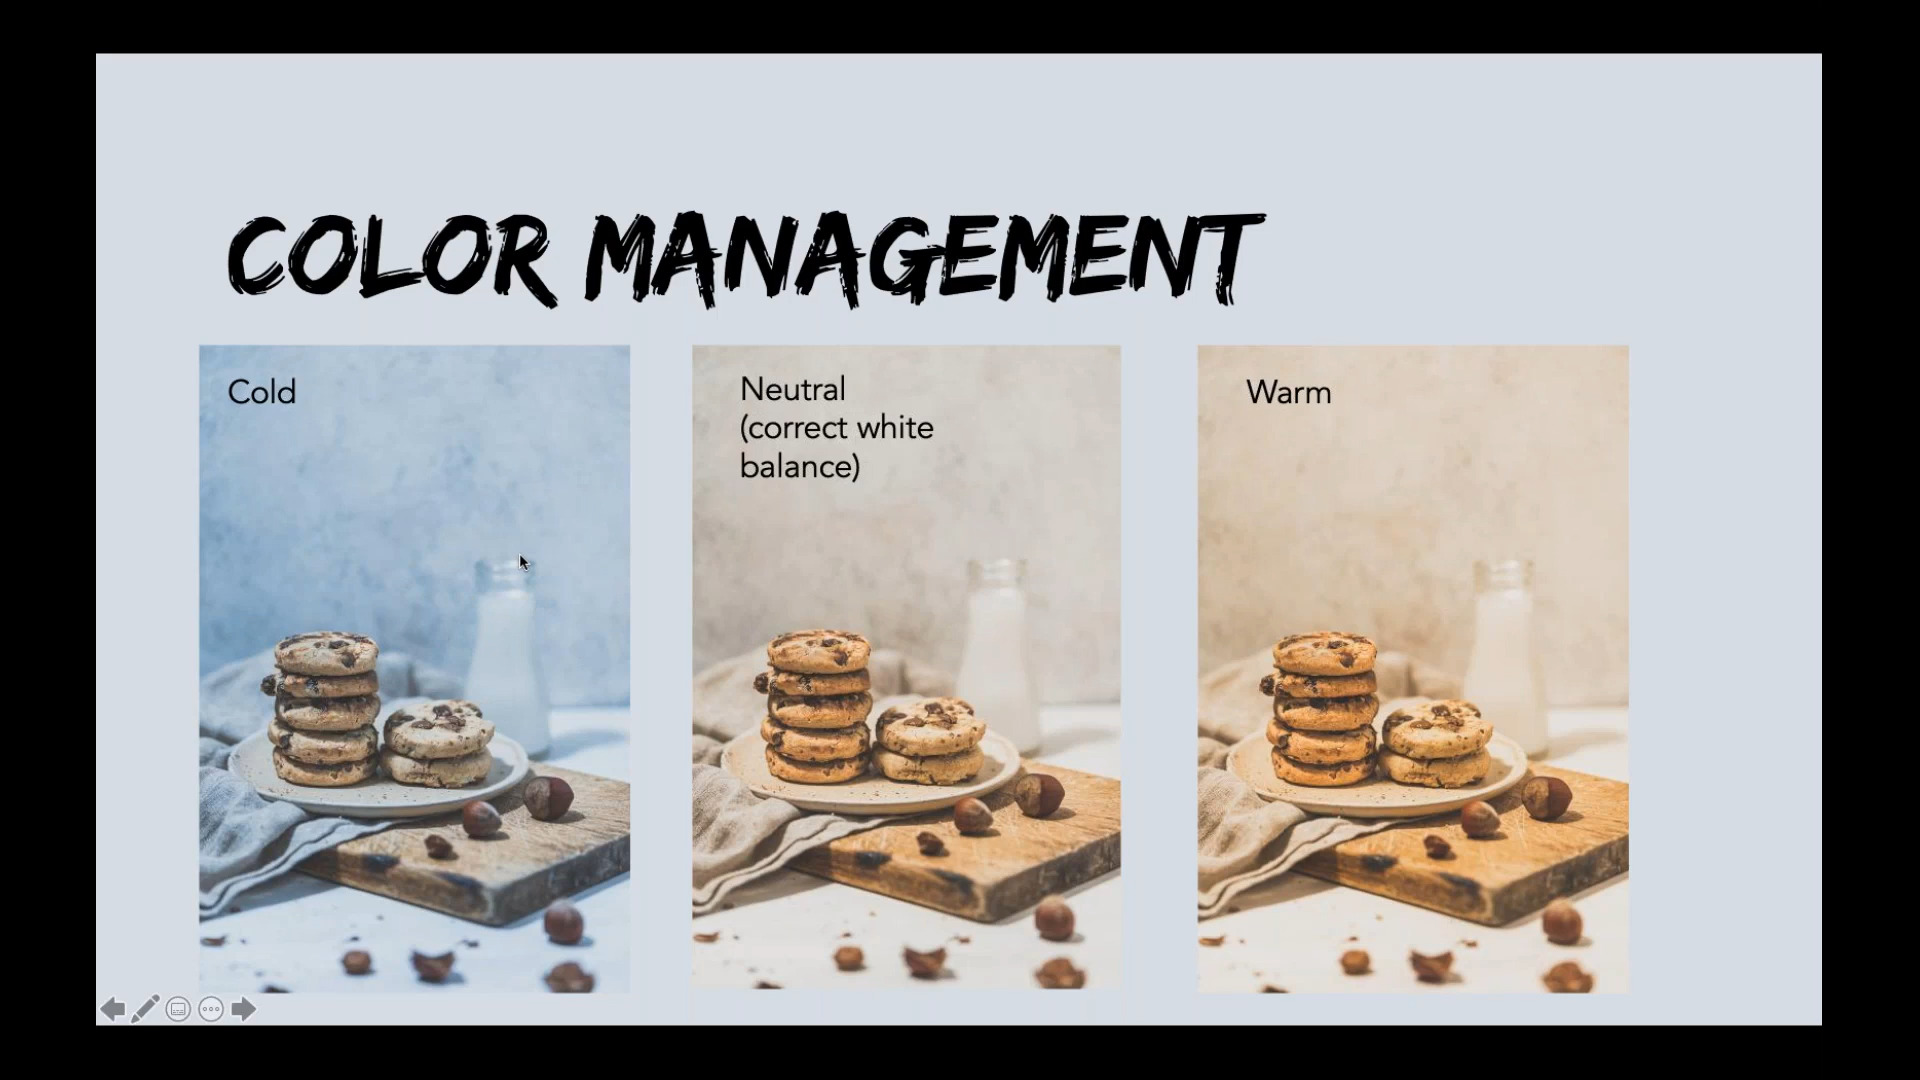 COLOR MANAGEMENT
Cold
Neutral
(correct white
balance)
Warm